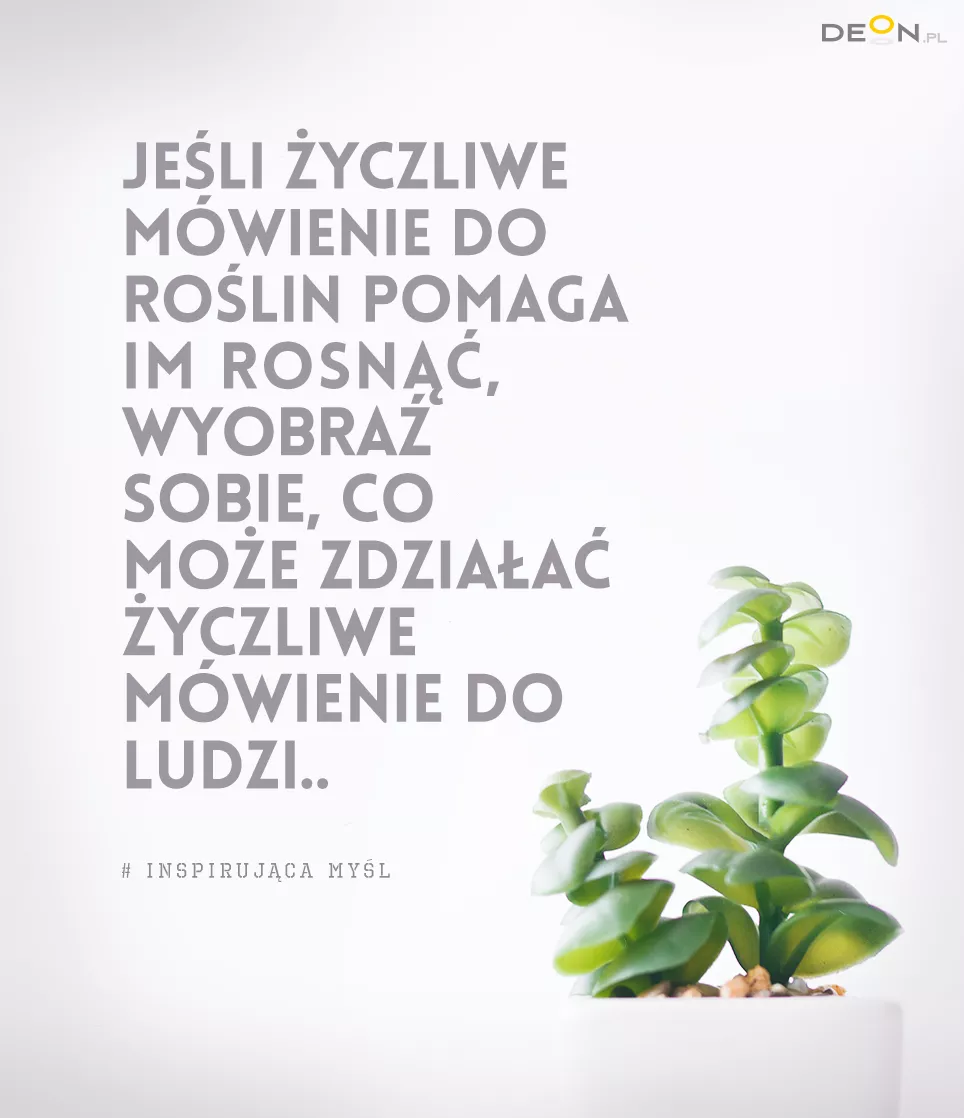 DEON.PL
JEŚLI ŻYCZLIWE
MÓWIENIE DO
ROŚLIN POMAGA
IM ROSNĄĆ,
WYOBRAŹ
SOBIE, CO
MOŻE ZDZIAŁAĆ
ŻYCZLIWE
MÓWIENIE DO
LUDZI..
# INSPIRUJĄCA MYŚL